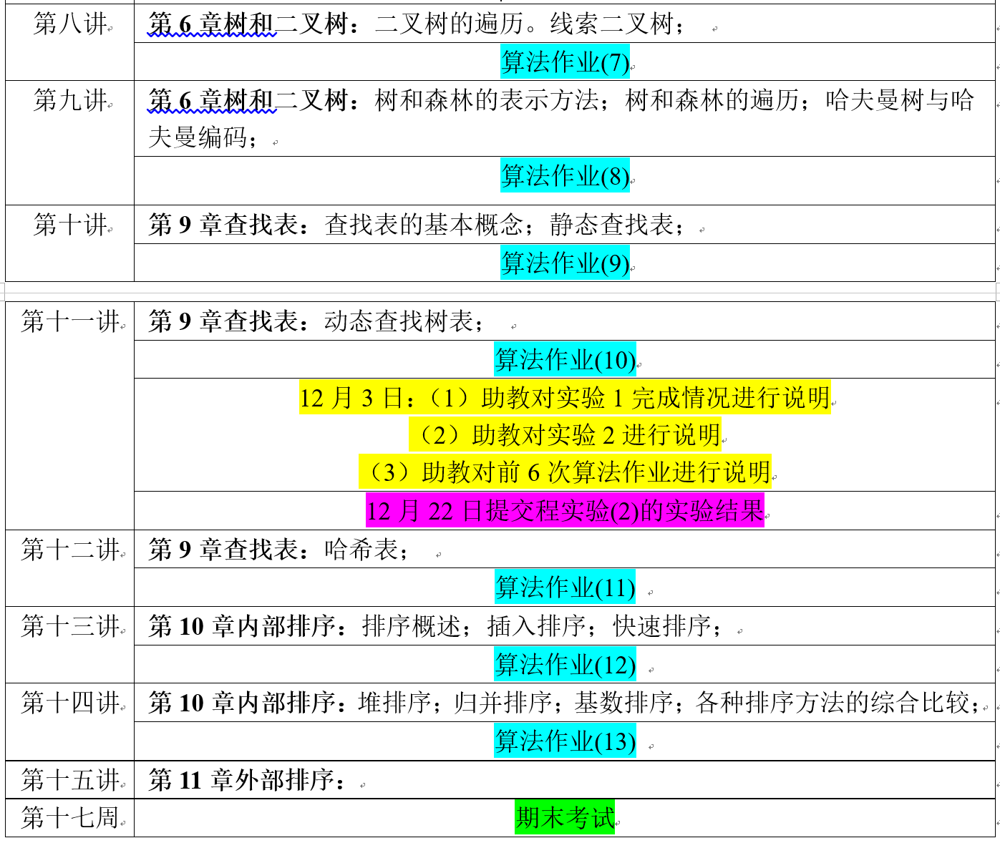 第八讲
第 6 章树和二叉树：二叉树的遍历。线索二叉树；
算法作业(7)
第九讲
第 6 章树和二叉树：树和森林的表示方法；树和森林的遍历；哈夫曼树与哈
夫曼编码；
算法作业(8)
第十讲
第 9 章查找表：查找表的基本概念；静态查找表；
算法作业(9)
第十一讲
第 9 章查找表：动态查找树表；
算法作业(10)
12 月 3 日：（1）助教对实验 1 完成情况进行说明
（2）助教对实验 2 进行说明
（3）助教对前 6 次算法作业进行说明
12 月 22 日提交程实验(2)的实验结果
第十二讲
第 9 章查找表：哈希表；
算法作业(11)
第十三讲
第 10 章内部排序：排序概述；插入排序；快速排序；
算法作业(12)
第十四讲
第 10 章内部排序：堆排序；归并排序；基数排序；各种排序方法的综合比较；
算法作业(13)
第十五讲
第 11 章外部排序：
第十七周
期末考试